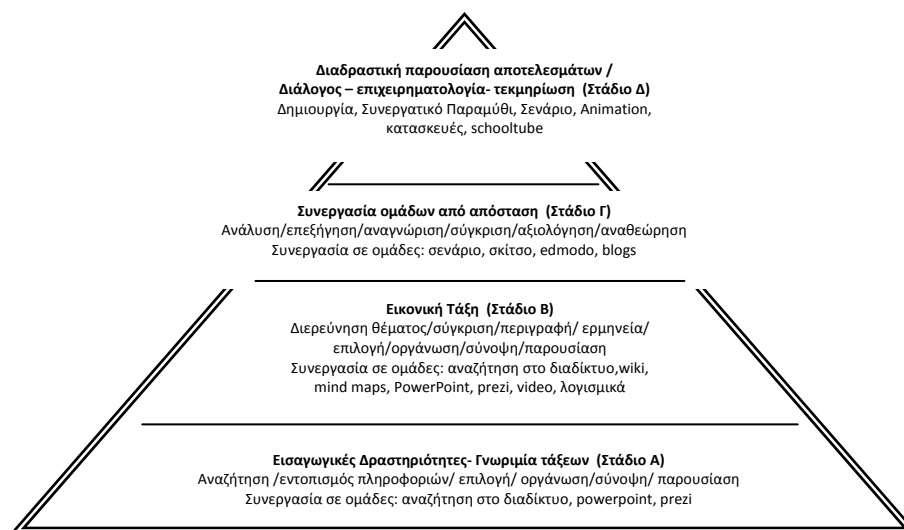 Διαδραστική παρουσίαση αποτελεσμάτων /
Διάλογος – επιχειρηματολογία- τεκμηρίωση  (Στάδιο Δ)
Δημιουργία, Συνεργατικό Παραμύθι, Σενάριο, Animation,
κατασκευές, schooltube
Συνεργασία ομάδων από απόσταση  (Στάδιο Γ)
Ανάλυση/επεξήγηση/αναγνώριση/σύγκριση/αξιολόγηση/αναθεώρηση
Συνεργασία σε ομάδες: σενάριο, σκίτσο, edmodo, blogs
Εικονική Τάξη  (Στάδιο Β)
Διερεύνηση θέματος/σύγκριση/περιγραφή/ ερμηνεία/
επιλογή/οργάνωση/σύνοψη/παρουσίαση
Συνεργασία σε ομάδες: αναζήτηση στο διαδίκτυο,wiki,
mind maps, PowerPoint, prezi, video, λογισμικά
Εισαγωγικές Δραστηριότητες- Γνωριμία τάξεων  (Στάδιο Α)
Αναζήτηση /εντοπισμός πληροφοριών/ επιλογή/ οργάνωση/σύνοψη/ παρουσίαση
Συνεργασία σε ομάδες: αναζήτηση στο διαδίκτυο, powerpoint, prezi